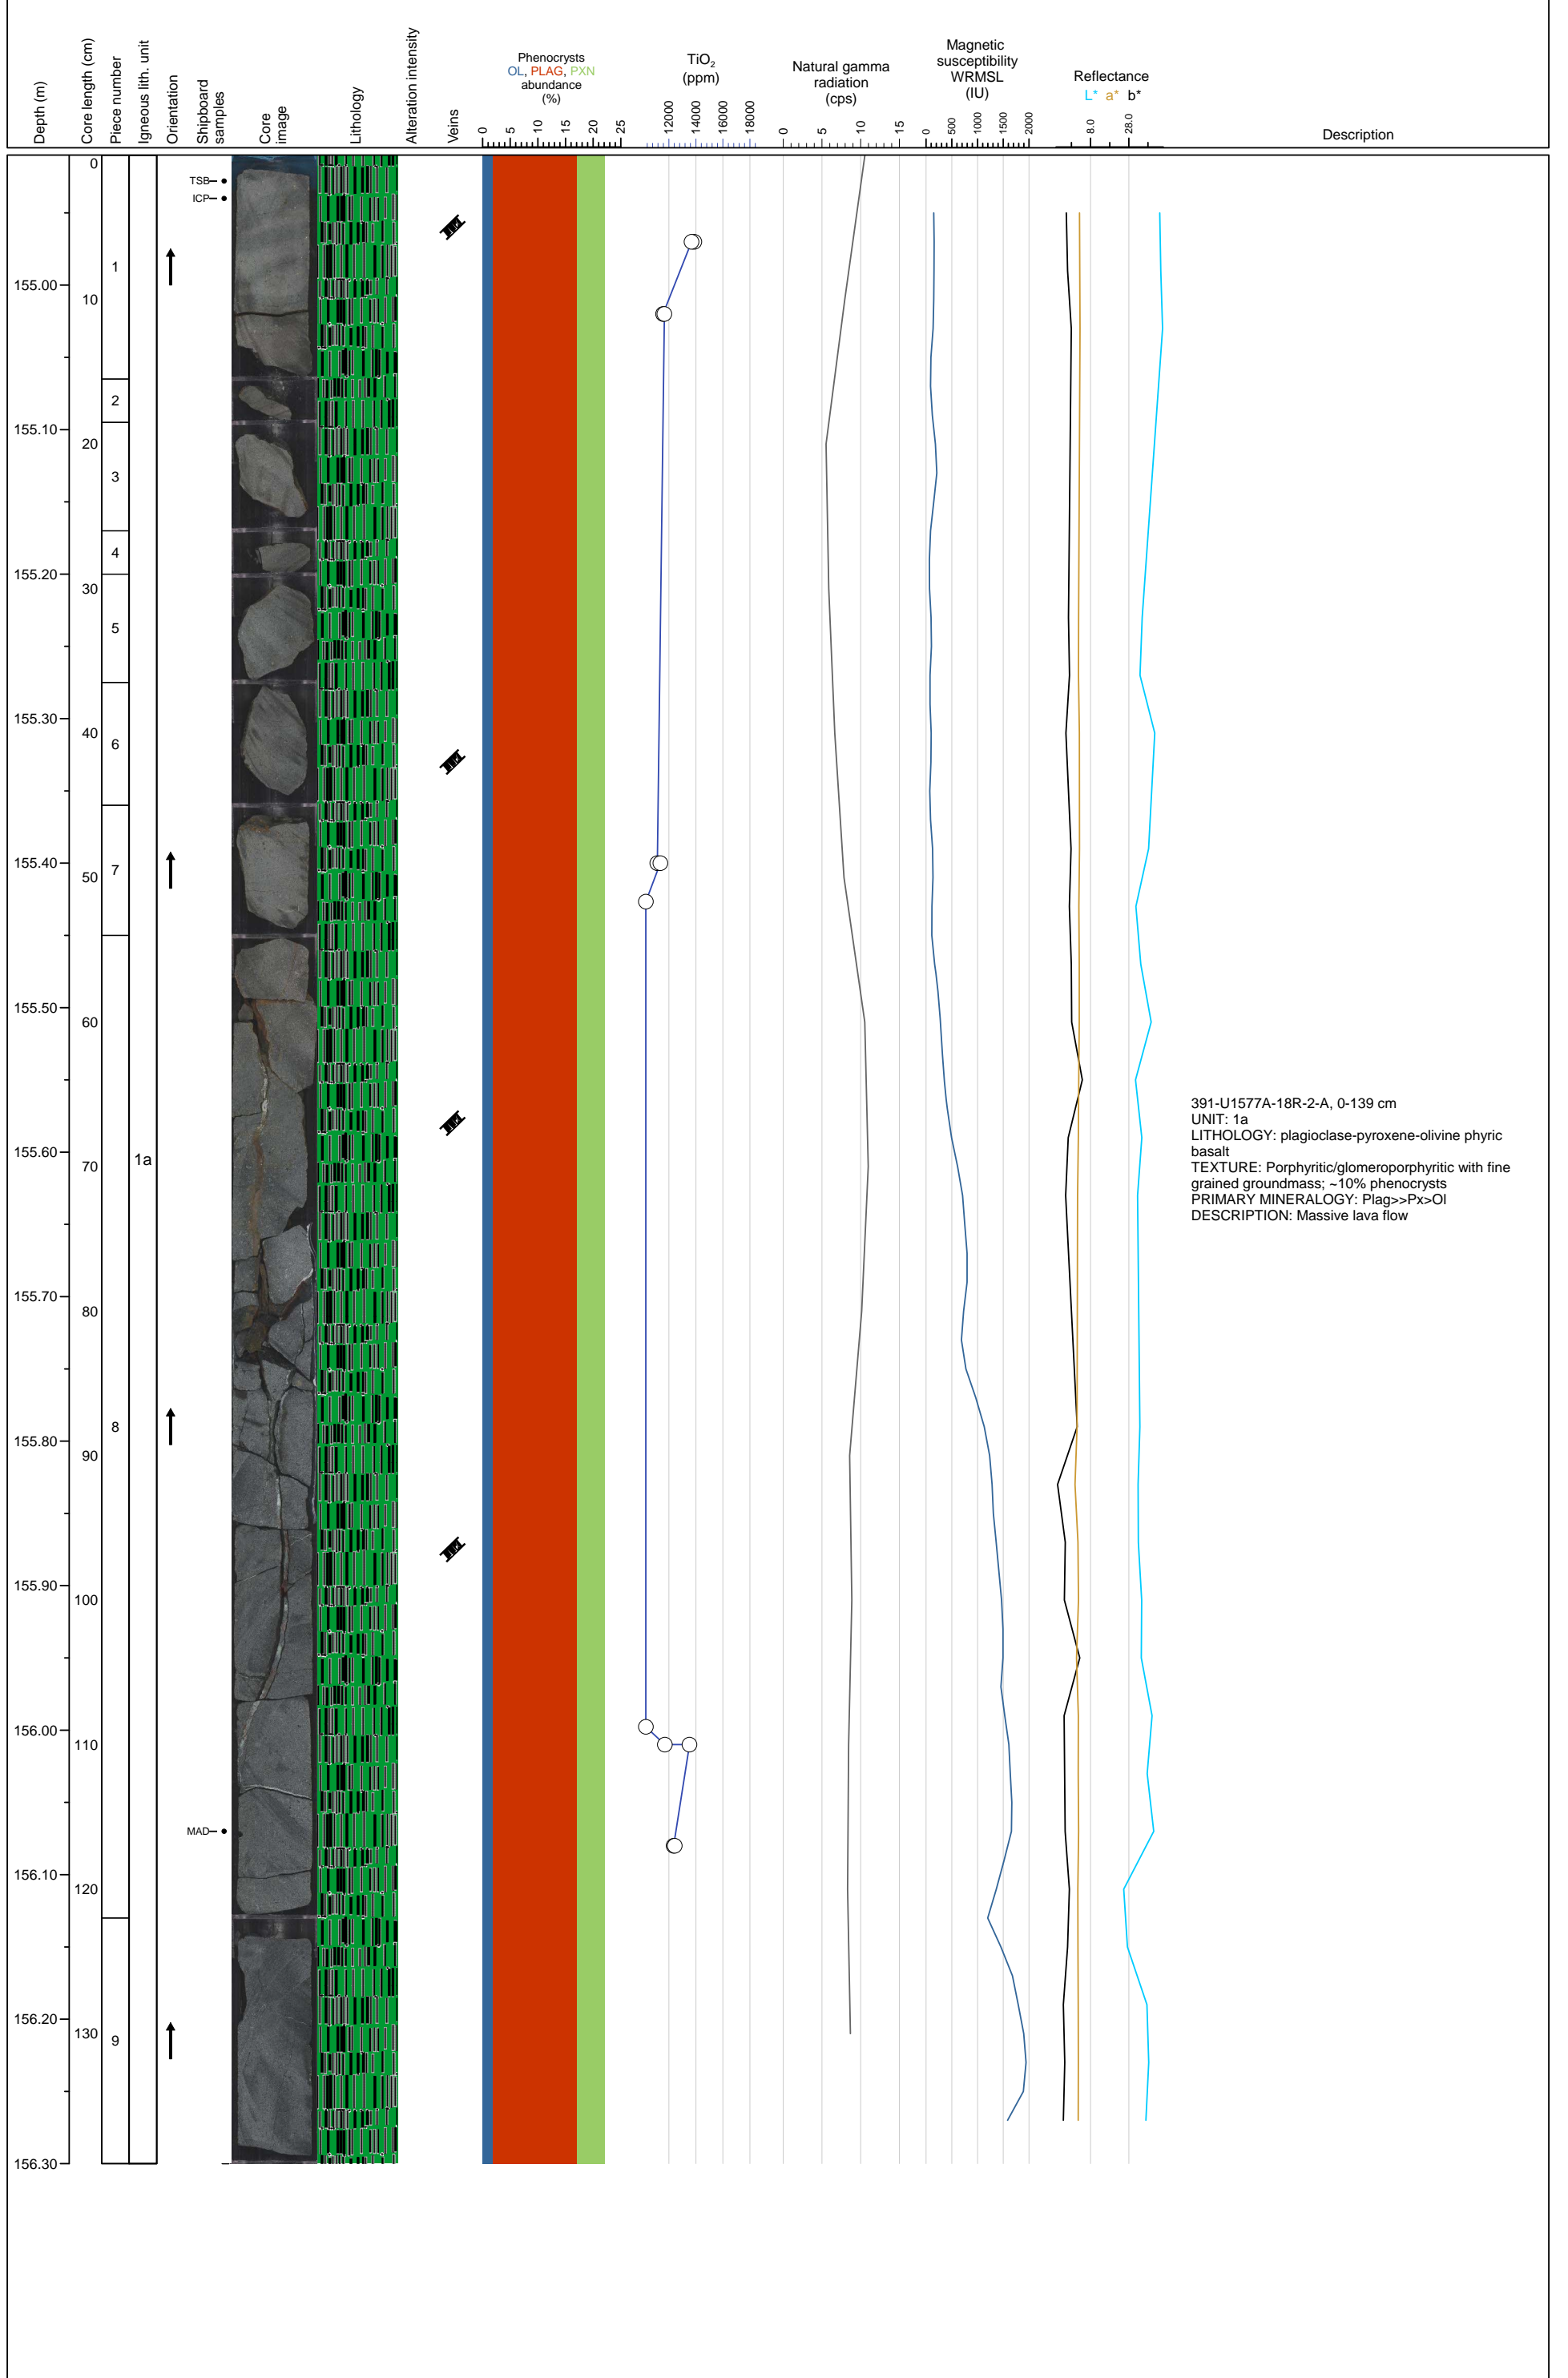 Depth (m)
Core length (cm)
Piece number
Igneous lith. unit
Orientation
Shipboard
samples
Core
image
Lithology
Alteration intensity
Veins
Phenocrysts
OL, PLAG, PXN
abundance
(%)
0 5 10 15 20 25
TiO2
(ppm)
12000 14000 16000 18000
Natural gamma
radiation
(cps)
0 5 10 15
Magnetic
susceptibility
WRMSL
(IU)
0 500 1000 1500 2000
Reflectance
L* a* b*
8.0 28.0
Description
0
TSB
ICP
1
155.00
10
2
155.10
20
3
4
155.20
30
5
155.30
40
6
155.40
7
50
155.50
60
155.60
1a
70
155.70
80
8
155.80
90
155.90
100
156.00
110
MAD
156.10
120
156.20
130
9
156.30
391-U1577A-18R-2-A, 0-139 cm
UNIT: 1a
LITHOLOGY: plagioclase-pyroxene-olivine phyric
basalt
TEXTURE: Porphyritic/glomeroporphyritic with fine
grained groundmass; ~10% phenocrysts
PRIMARY MINERALOGY: Plag>>Px>Ol
DESCRIPTION: Massive lava flow